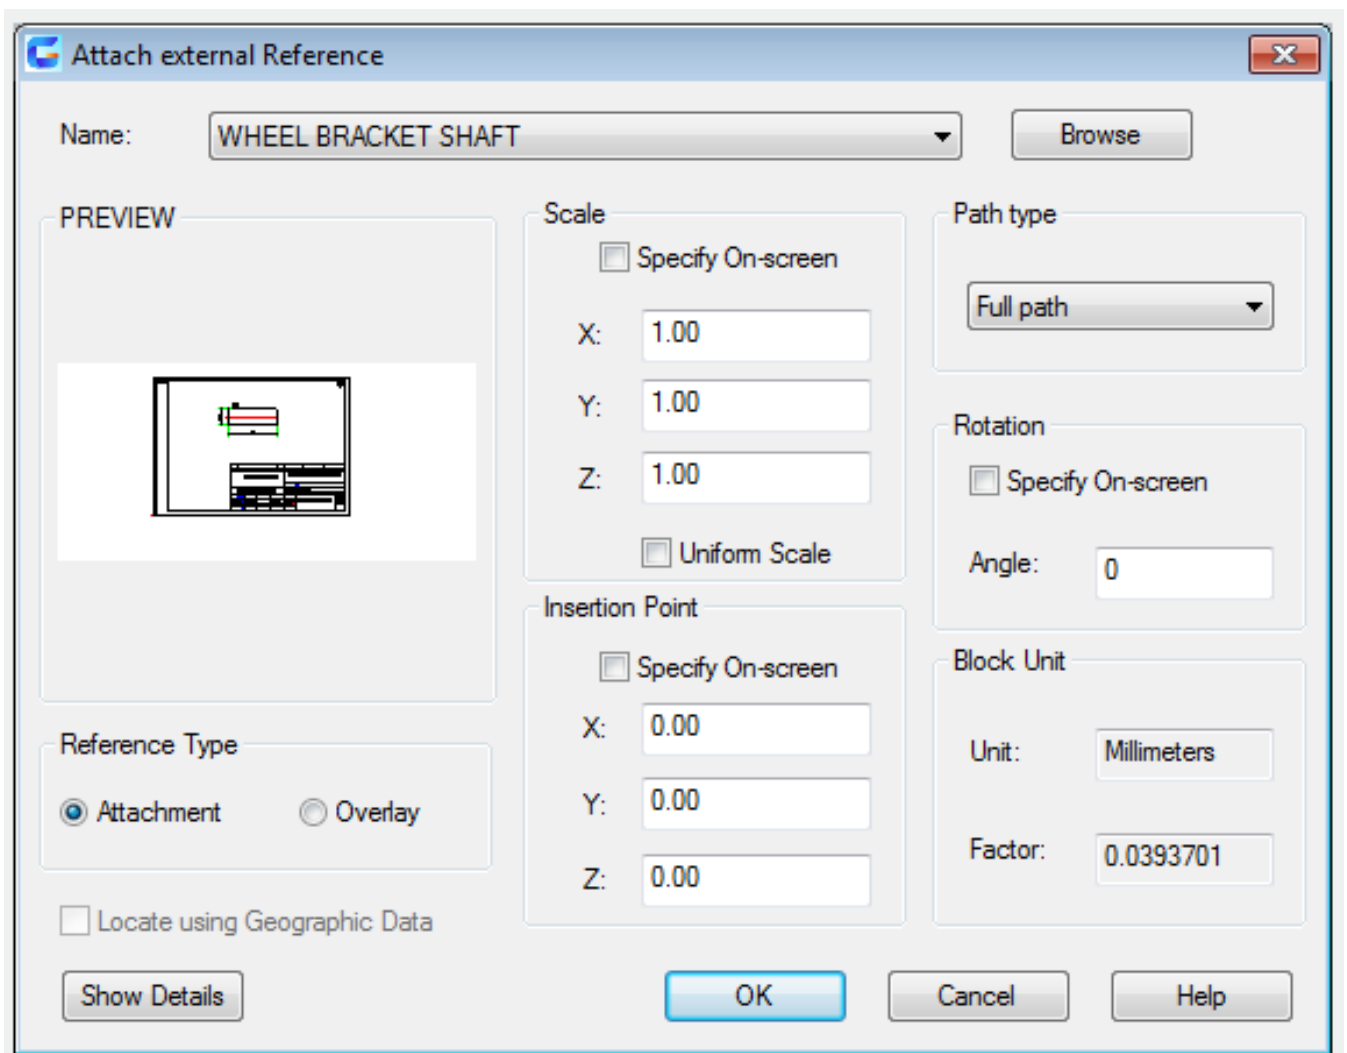 Attach external Reference
Name:
WHEEL BRACKET SHAFT
Browse
PREVIEW
Scale
Specify On-screen
X:
1.00
Y:
1.00
Z:
1.00
Uniform Scale
Path type
Full path
Rotation
Specify On-screen
Angle:
0
Insertion Point
Specify On-screen
X:
0.00
Y:
0.00
Z:
0.00
Block Unit
Unit:
Millimeters
Factor:
0.0393701
Reference Type
Attachment
Overlay
Locate using Geographic Data
Show Details
OK
Cancel
Help